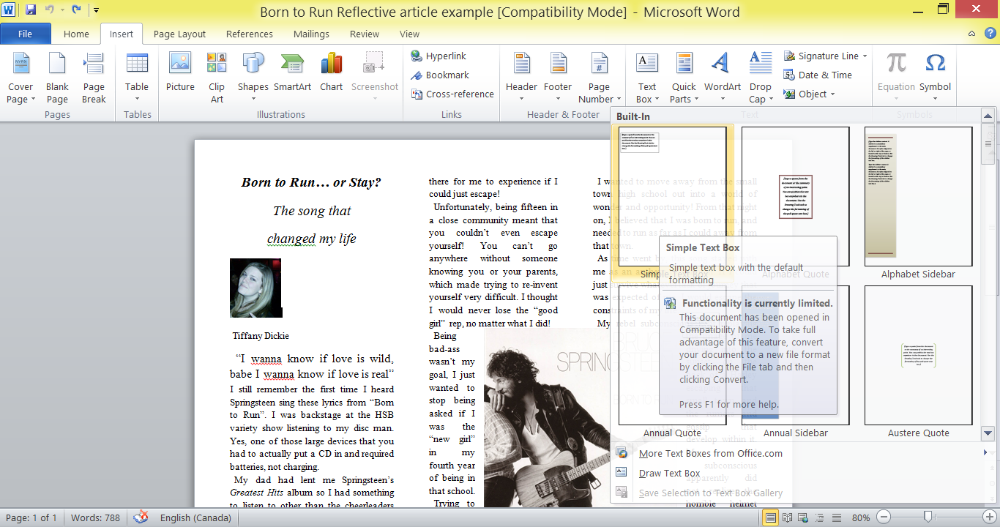 Born to Run Reflective article example [Compatibility Mode] - Microsoft Word
File Home Insert Page Layout References Mailings Review View
Cover Page
Blank Page
Page Break
Pages
Table
Tables
Picture
Clip Art
Shapes
SmartArt
Chart
Screenshot
Illustrations
Hyperlink
Bookmark
Cross-reference
Links
Header
Footer
Page Number
Header & Footer
Text Box
Quick Parts
WordArt
Drop Cap
Signature Line
Date & Time
Object
Text
Equation
Symbol
Symbols
Born to Run… or Stay?
The song that
changed my life
Tiffany Dickie
“I wanna know if love is wild,
babe I wanna know if love is real”
I still remember the first time I heard
Springsteen sing these lyrics from “Born
to Run”. I was backstage at the HSB
variety show listening to my disc man.
Yes, one of those large devices that you
had to actually put a CD in and required
batteries, not charging.
My dad had lent me Springsteen’s
Greatest Hits album so I had something
to listen to other than the cheerleaders
there for me to experience if I
could just escape!
Unfortunately, being fifteen in
a close community meant that
you couldn’t even escape
yourself! You can’t go
anywhere without someone
knowing you or your parents,
which made trying to re-invent
yourself very difficult. I thought
I would never lose the “good
girl” rep, no matter what I did!
Being
bad-ass
wasn’t my
goal, I just
wanted to
stop being
asked if I
was the
“new girl”
in my
fourth year
of being in
that school.
Trying to
I wanted to move away from the small
town high school out into a world of
wonder and opportunity! From that night
on, I believed that I was born to run, and
needed to run as far as I could away from
that town.
As time went b
me as an a
just
was expected of
constraints of my
My rebel subc
SPRING
gossip that
develop within it.
subconscious
apparently did
horrible helmet
Built-In
Simple Text Box
Alphabet Quote
Alphabet Sidebar
Annual Quote
Annual Sidebar
Austere Quote
Simple Text Box
Simple text box with the default
formatting
Functionality is currently limited.
This document has been opened in
Compatibility Mode. To take full
advantage of this feature, convert
your document to a new file format
by clicking the File tab and then
clicking Convert.
Press F1 for more help.
More Text Boxes from Office.com
Draw Text Box
Save Selection to Text Box Gallery
Page: 1 of 1 Words: 788 English (Canada) 80%